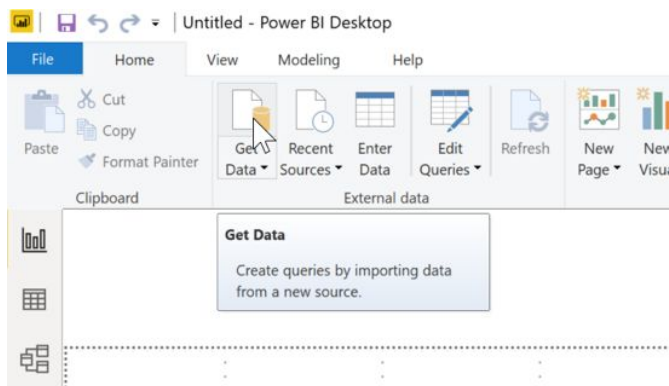 Untitled - Power BI Desktop
File Home View Modeling Help
Cut
Copy
Format Painter
Paste
Get Data
Recent Sources
Enter Data
Edit Queries
Refresh
New Page
New
Visua
Clipboard
External data
Get Data
Create queries by importing data
from a new source.